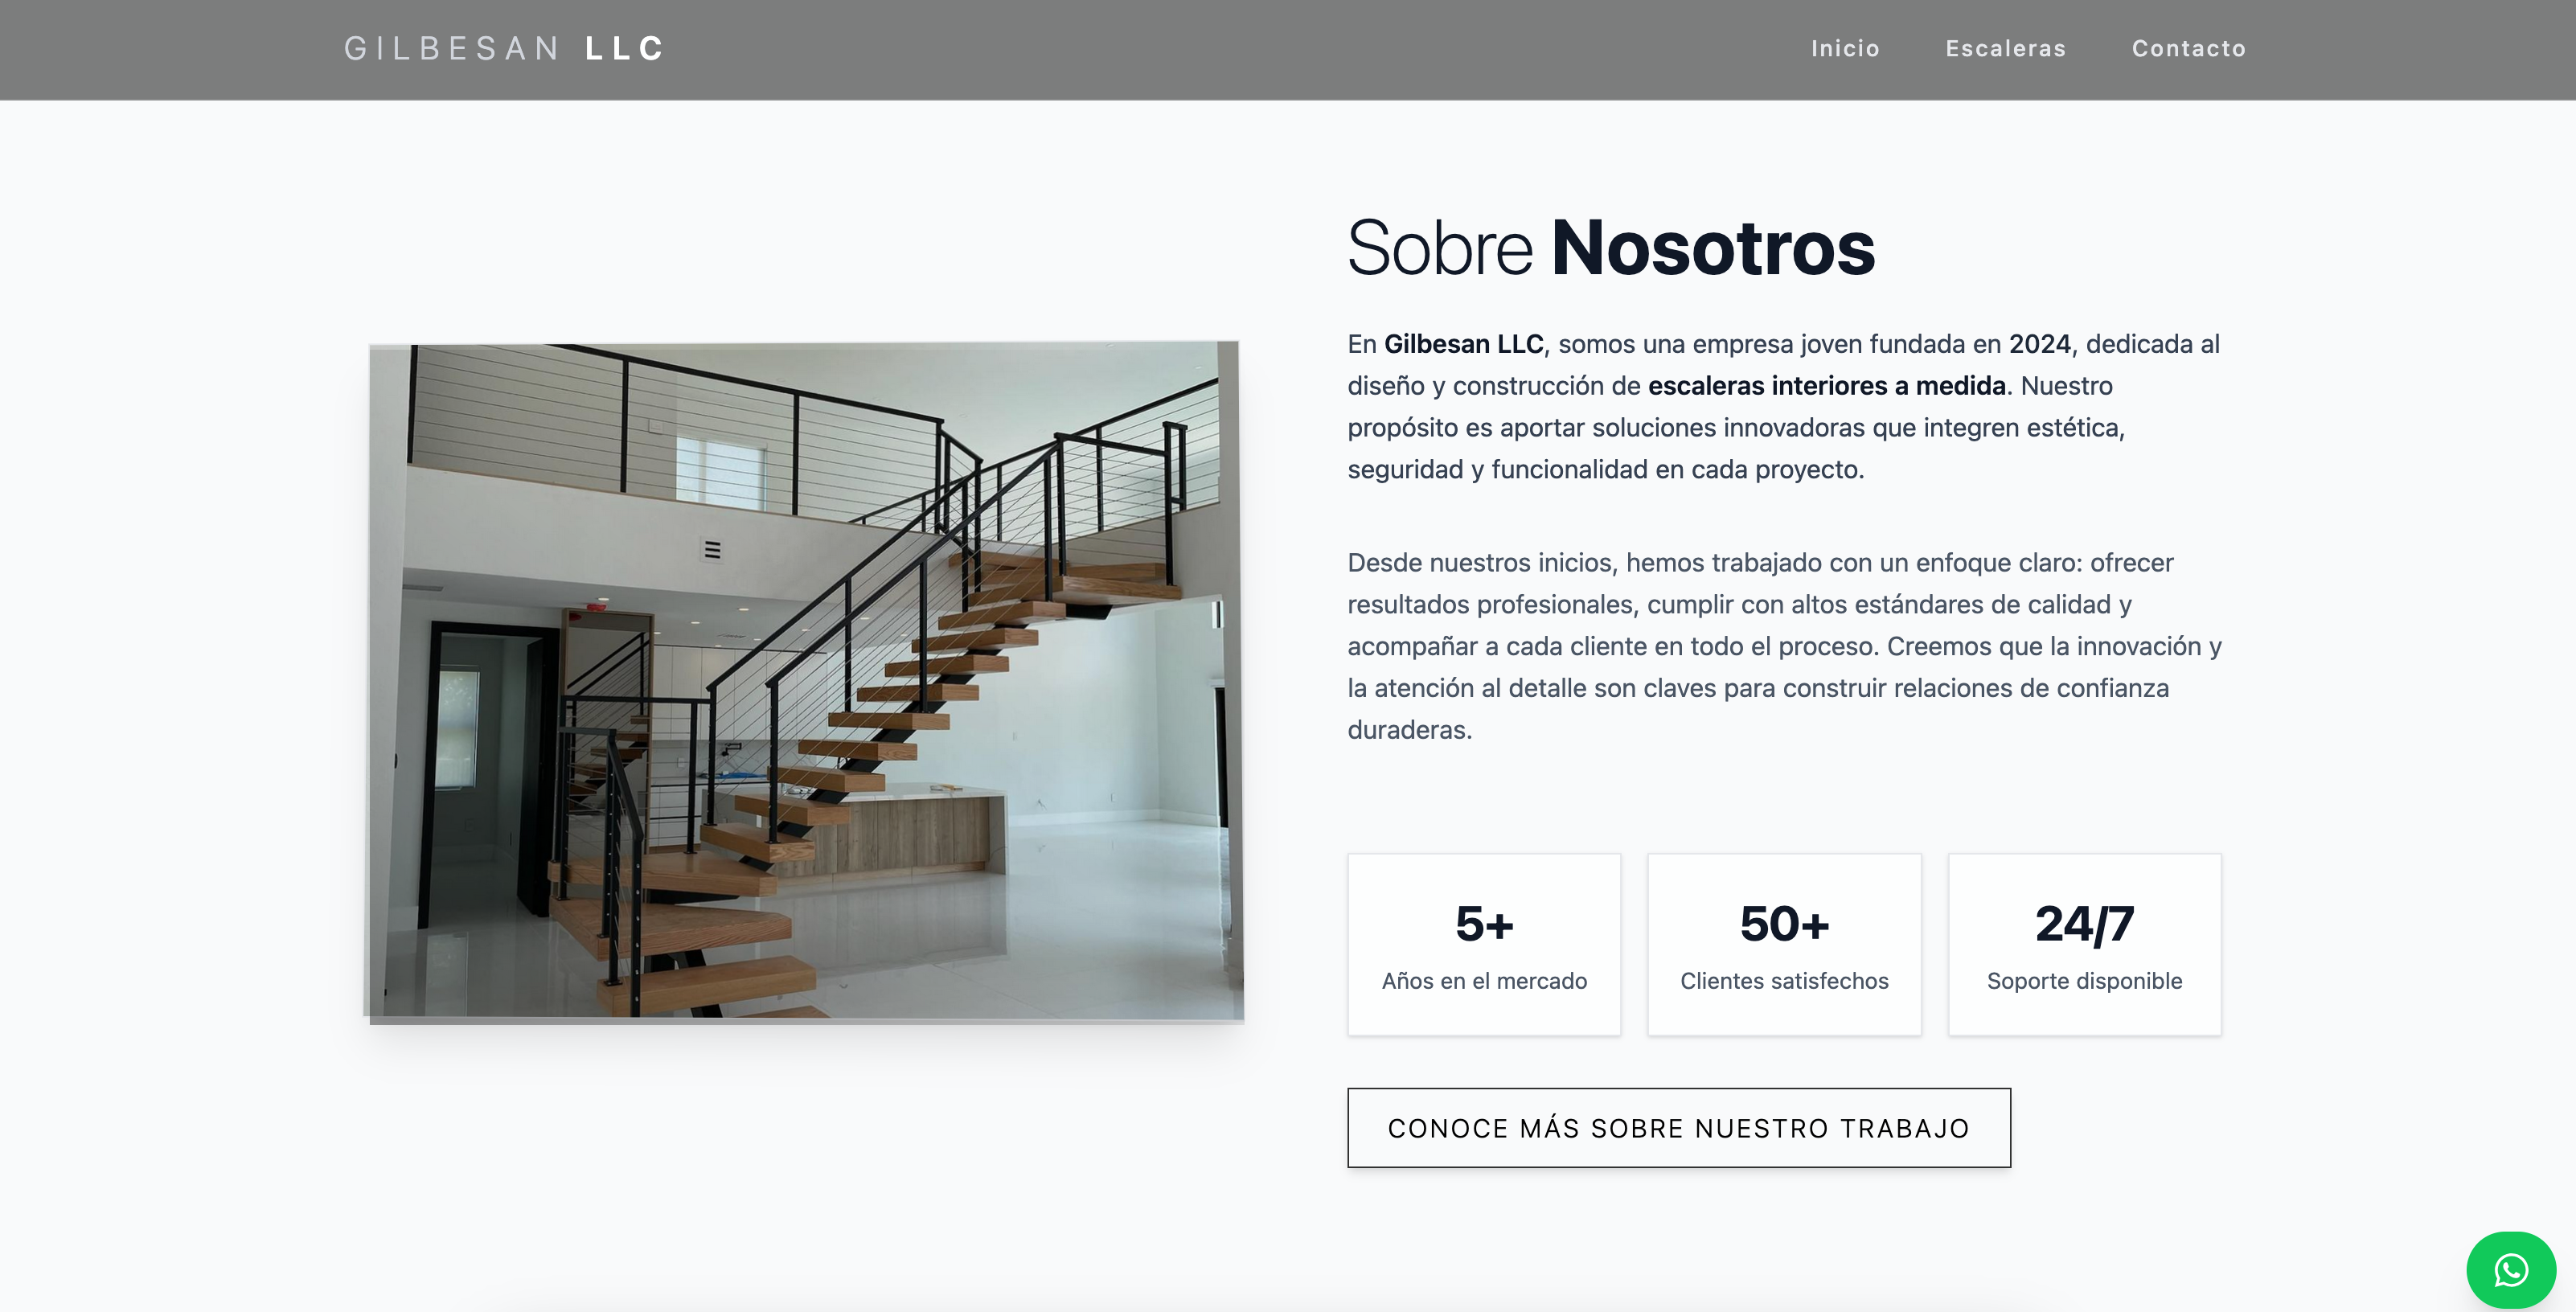 GILBESAN LLC
Inicio Escaleras Contacto
Sobre Nosotros
En Gilbesan LLC, somos una empresa joven fundada en 2024, dedicada al
diseño y construcción de escaleras interiores a medida. Nuestro
propósito es aportar soluciones innovadoras que integren estética,
seguridad y funcionalidad en cada proyecto.
Desde nuestros inicios, hemos trabajado con un enfoque claro: ofrecer
resultados profesionales, cumplir con altos estándares de calidad y
acompañar a cada cliente en todo el proceso. Creemos que la innovación y
la atención al detalle son claves para construir relaciones de confianza
duraderas.
5+
Años en el mercado
50+
Clientes satisfechos
24/7
Soporte disponible
CONOCE MÁS SOBRE NUESTRO TRABAJO